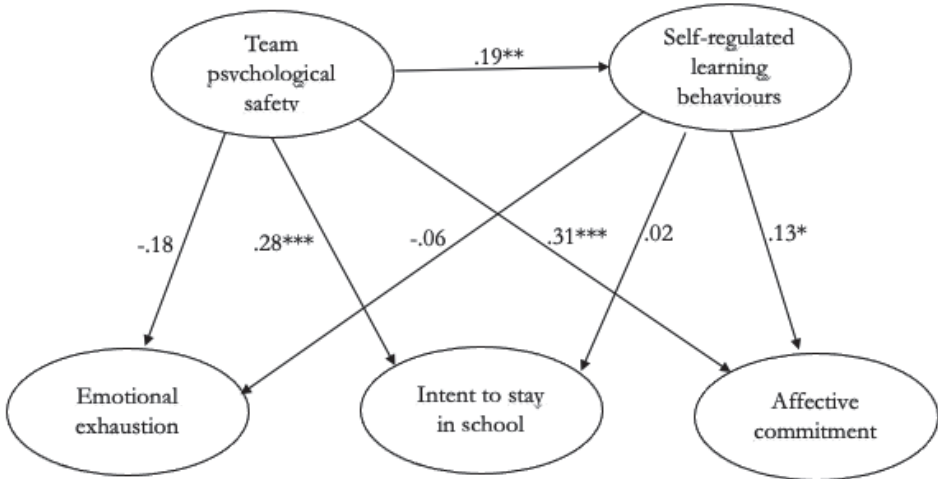 Team
psychological
safety
Self-regulated
learning
behaviours
.19**
-.18
.28***
-.06
.31***
.02
.13*
Emotional
exhaustion
Intent to stay
in school
Affective
commitment